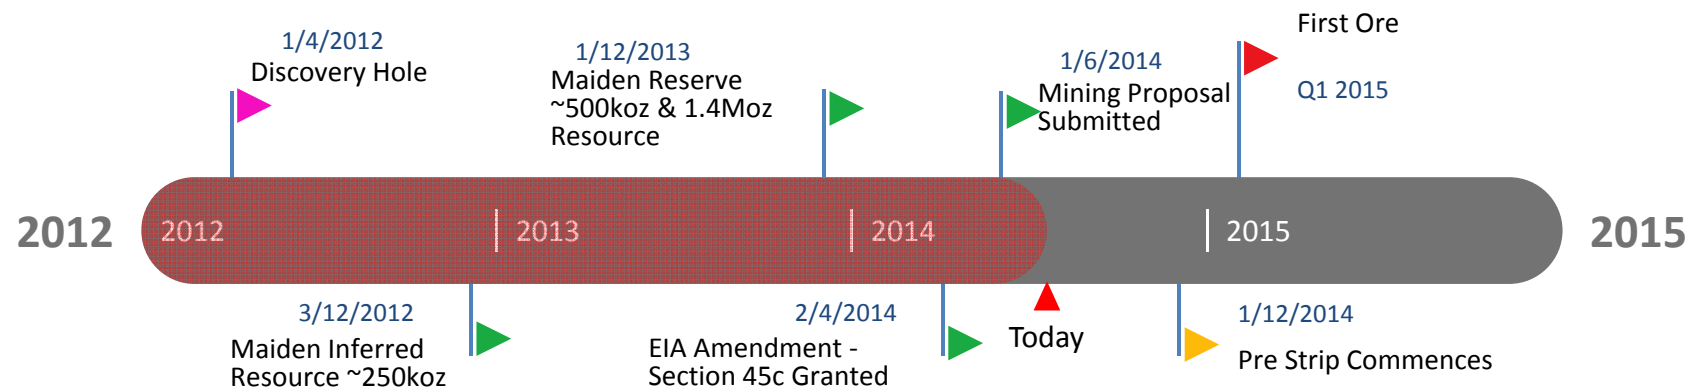 1/4/2012
Discovery Hole
1/12/2013
Maiden Reserve
~500koz & 1.4Moz
Resource
1/6/2014
Mining Proposal
Submitted
First Ore
Q1 2015
2012
2012
2013
2014
2015
2015
3/12/2012
Maiden Inferred
Resource ~250koz
2/4/2014
EIA Amendment -
Section 45c Granted
Today
1/12/2014
Pre Strip Commences